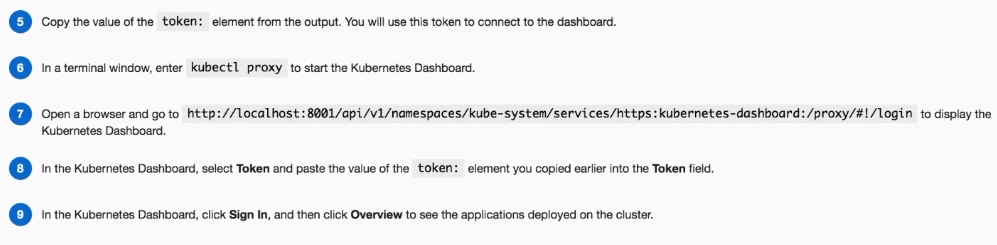 5 Copy the value of the token: element from the output. You will use this token to connect to the dashboard.
6 In a terminal window, enter kubectl proxy to start the Kubernetes Dashboard.
7 Open a browser and go to http://localhost:8001/api/v1/namespaces/kube-system/services/https:kubernetes-dashboard:/proxy/#!/login to display the
Kubernetes Dashboard.
8 In the Kubernetes Dashboard, select Token and paste the value of the token: element you copied earlier into the Token field.
9 In the Kubernetes Dashboard, click Sign In, and then click Overview to see the applications deployed on the cluster.